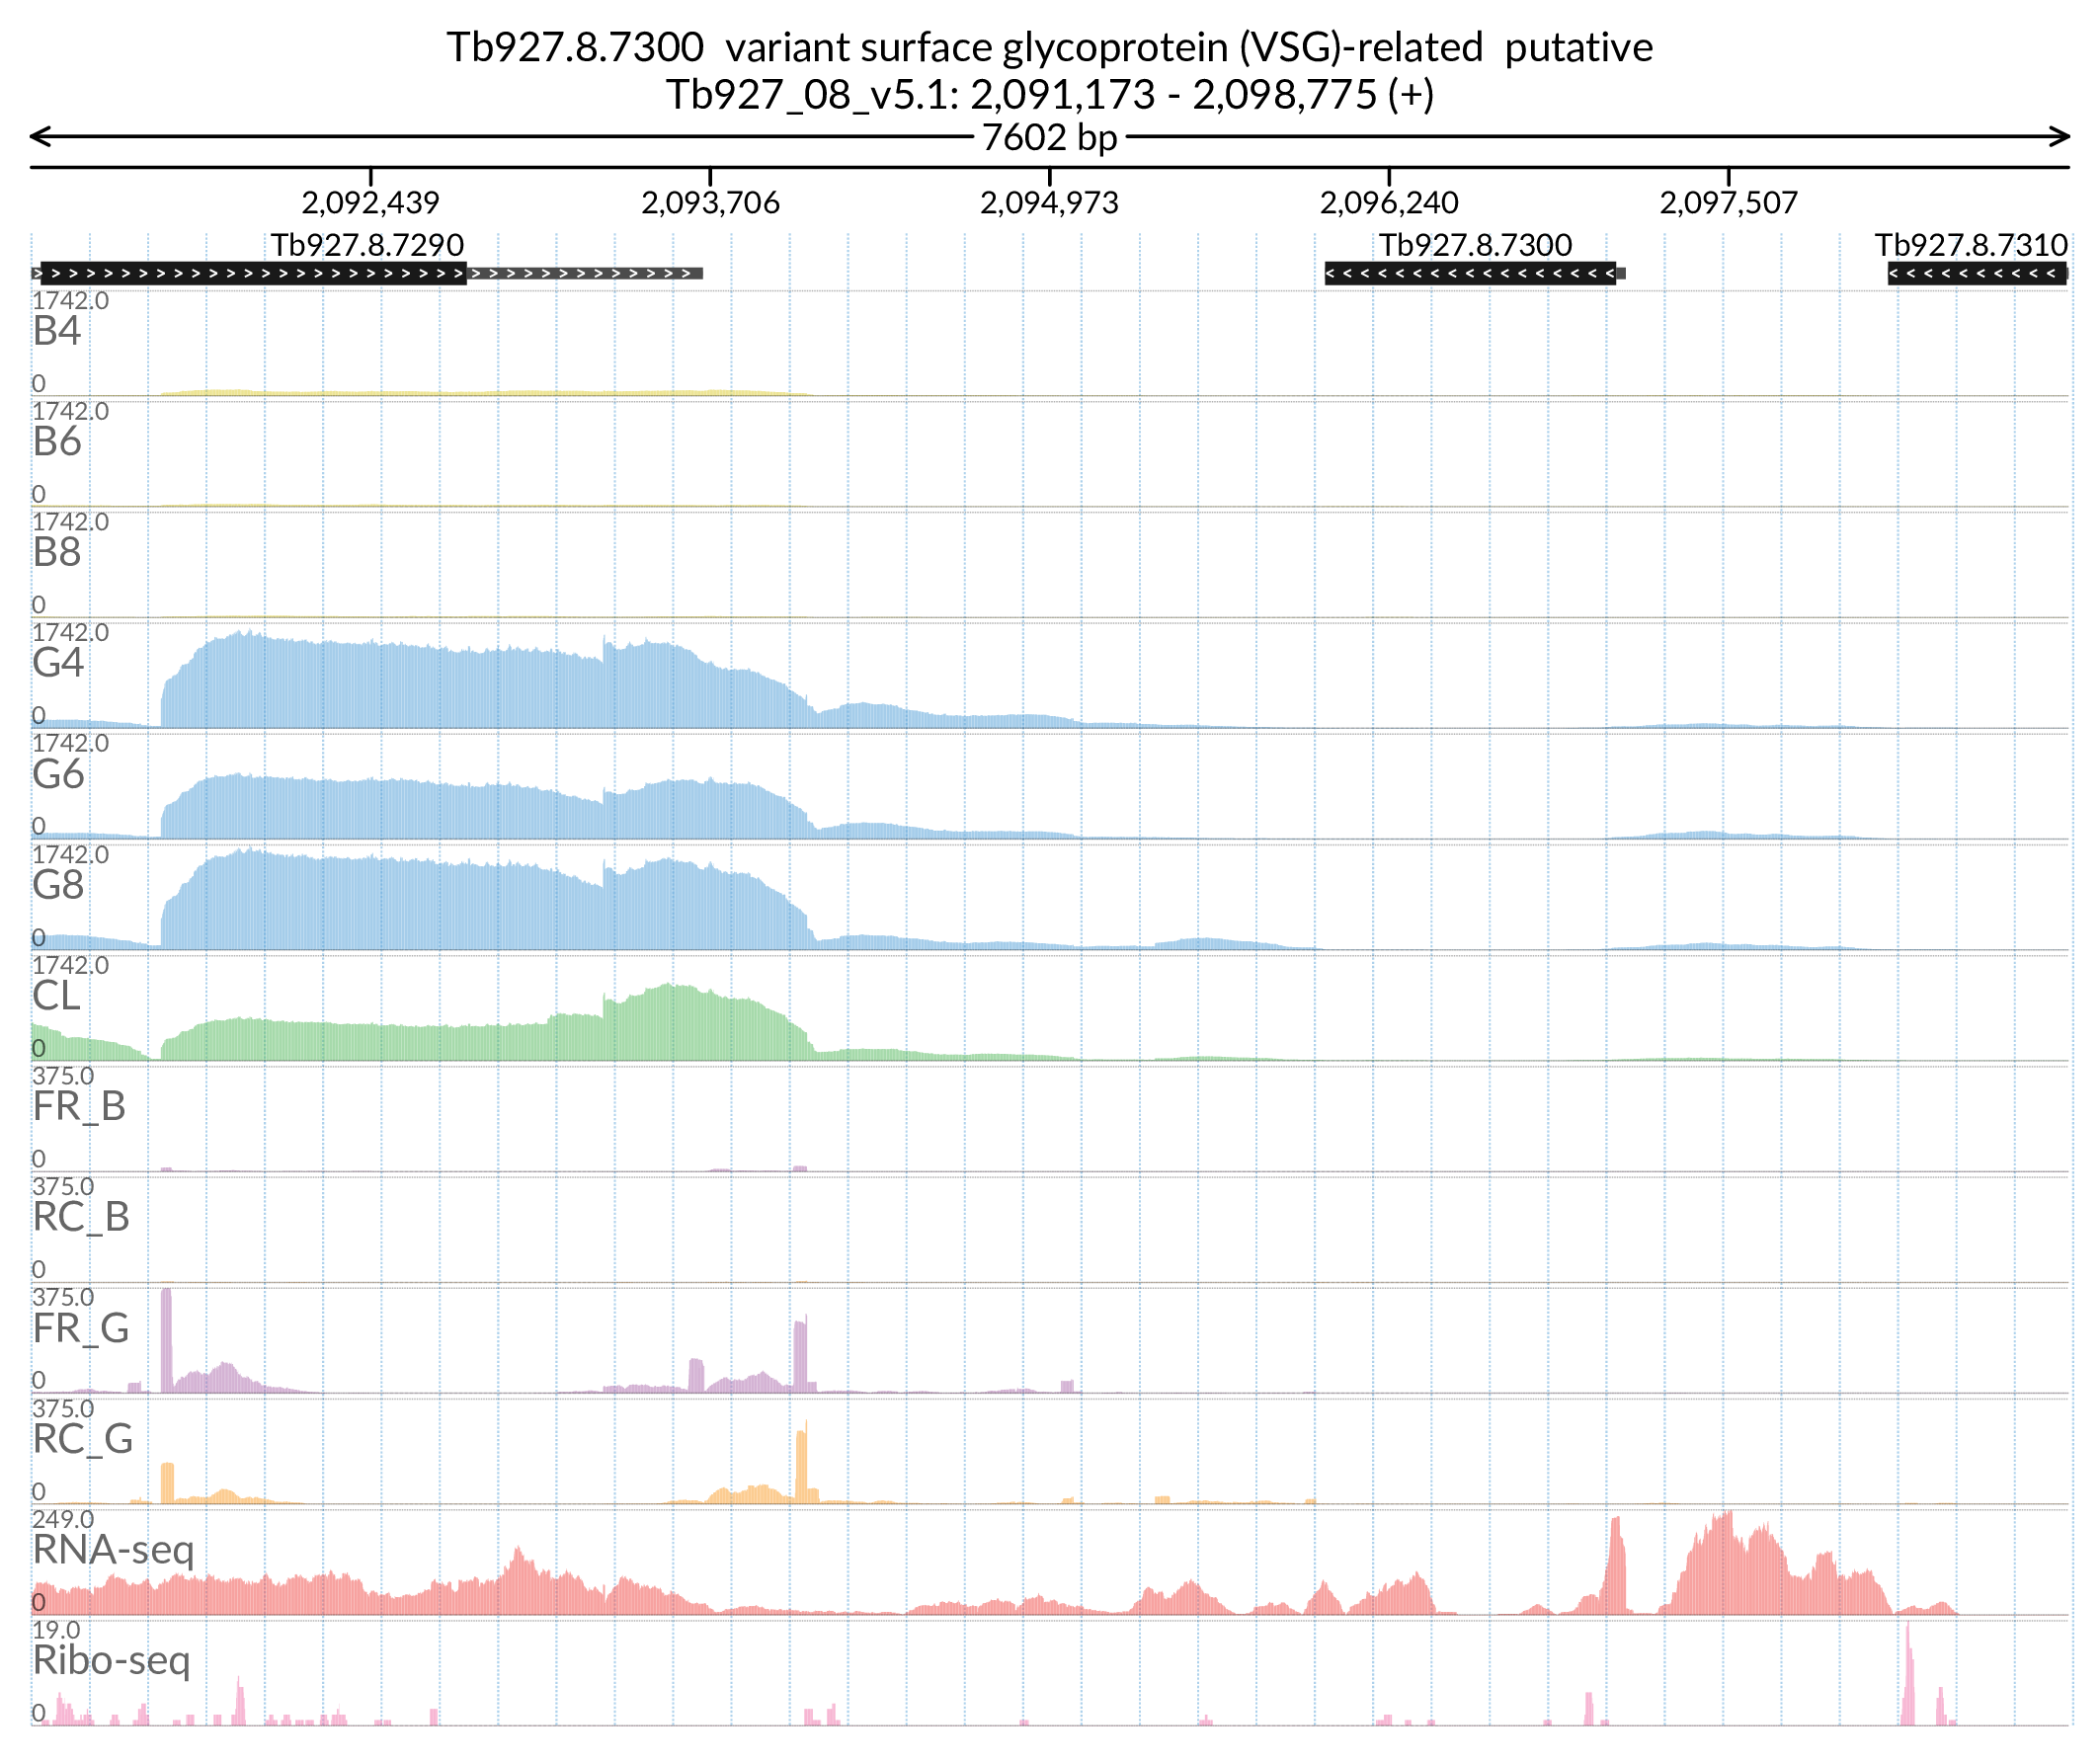 Tb927.8.7300  variant surface glycoprotein (VSG)-related  putative
Tb927_08_v5.1: 2,091,173 - 2,098,775 (+)
7602 bp
2,092,439 2,093,706 2,094,973 2,096,240 2,097,507
Tb927.8.7290 Tb927.8.7300 Tb927.8.7310
1742.0
B4
0
1742.0
B6
0
1742.0
B8
0
1742.0
G4
0
1742.0
G6
0
1742.0
G8
0
1742.0
CL
0
375.0
FR_B
0
375.0
RC_B
0
375.0
FR_G
0
375.0
RC_G
0
249.0
RNA-seq
0
19.0
Ribo-seq
0